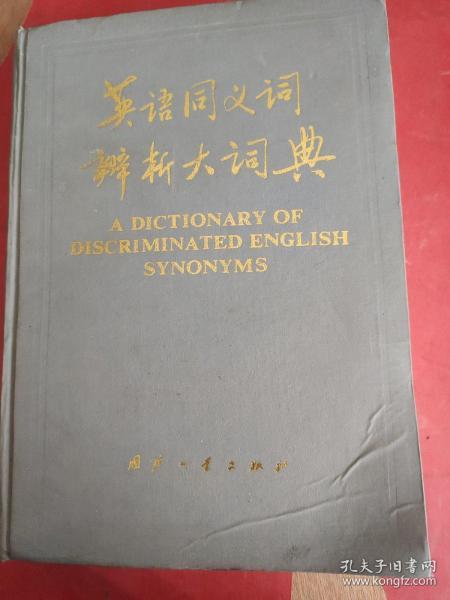 英語同义词
辨析大词典
A DICTIONARY OF
DISCRIMINATED ENGLISH
SYNONYMS
国防工业出版社
孔夫子旧书网
www.kongfz.com